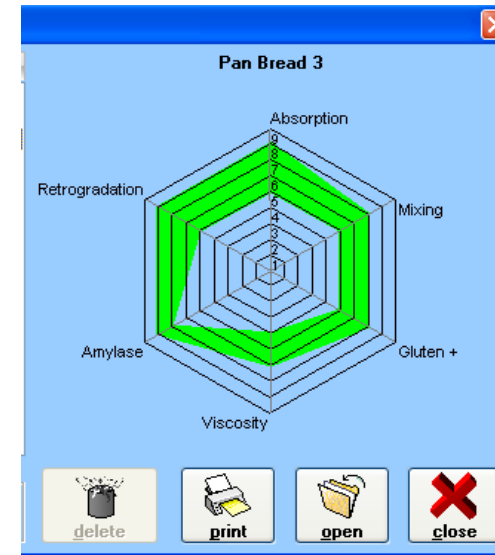 Pan Bread 3
Absorption
9
8
7
6
5
4
3
2
1
Retrogradation
Mixing
Amylase
Gluten +
Viscosity
delete
print
open
close